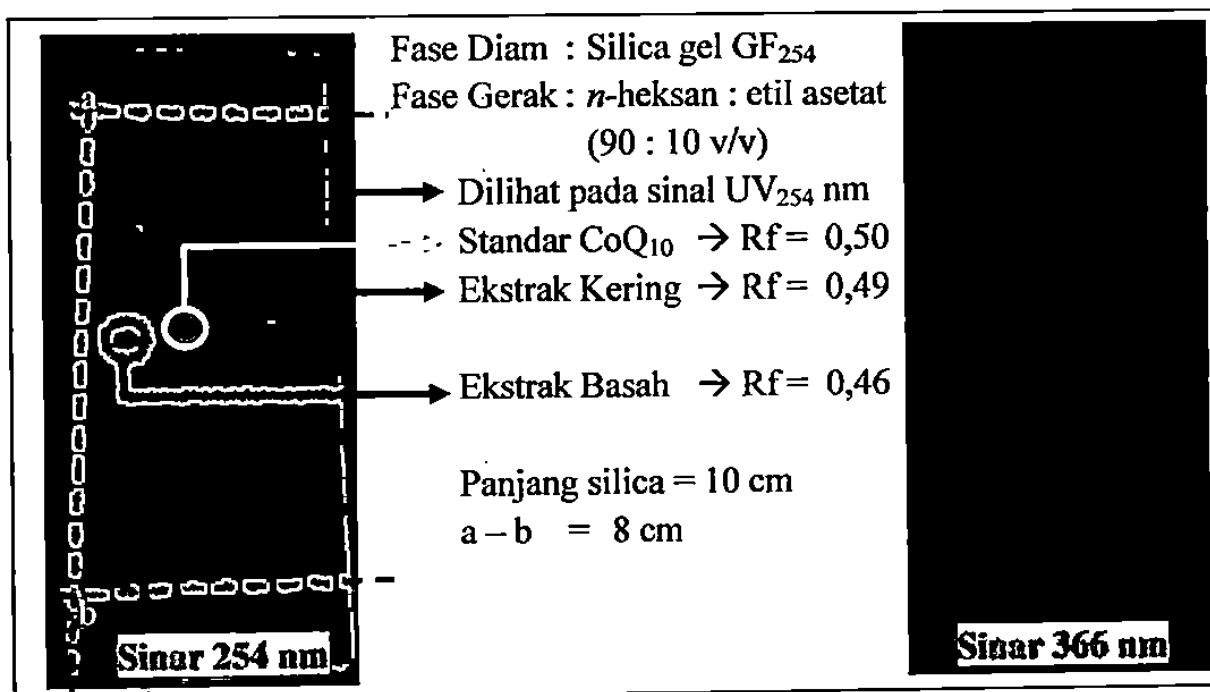 a
Fase Diam : Silica gel GF254
Fase Gerak : n-heksan : etil asetat
(90 : 10 v/v)
Dilihat pada sinal UV254 nm
Standar CoQ10 → Rf = 0,50
Ekstrak Kering → Rf = 0,49
Ekstrak Basah → Rf = 0,46
Panjang silica = 10 cm
a – b = 8 cm
b
Sinar 254 nm
Sinar 366 nm